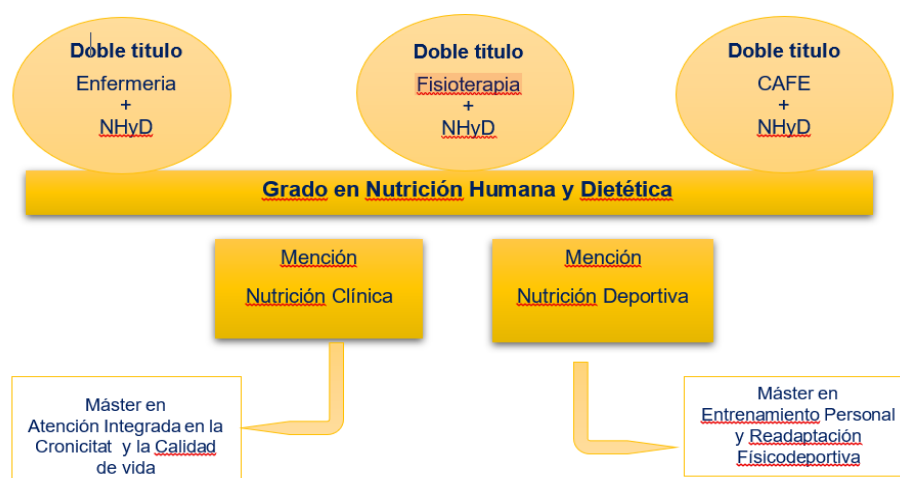 Doble titulo
Enfermeria
+
NHyD
Doble titulo
Fisioterapia
+
NHyD
Doble titulo
CAFE
+
NHyD
Grado en Nutrición Humana y Dietética
Mención
Nutrición Clínica
Mención
Nutrición Deportiva
Máster en
Atención Integrada en la
Cronicitat y la Calidad
de vida
Máster en
Entrenamiento Personal
y Readaptación
Físicodeportiva